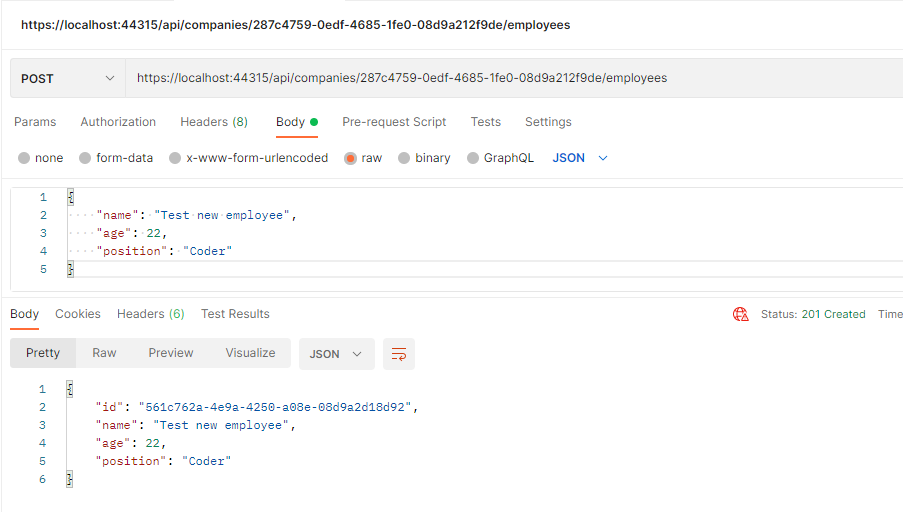 https://localhost:44315/api/companies/287c4759-0edf-4685-1fe0-08d9a212f9de/employees
POST https://localhost:44315/api/companies/287c4759-0edf-4685-1fe0-08d9a212f9de/employees
Params Authorization Headers (8) Body Pre-request Script Tests Settings
none form-data x-www-form-urlencoded raw binary GraphQL JSON
1 {
2 "name": "Test new employee",
3 "age": 22,
4 "position": "Coder"
5 }
Body Cookies Headers (6) Test Results Status: 201 Created Time
Pretty Raw Preview Visualize JSON
1 {
2 "id": "561c762a-4e9a-4250-a08e-08d9a2d18d92",
3 "name": "Test new employee",
4 "age": 22,
5 "position": "Coder"
6 }